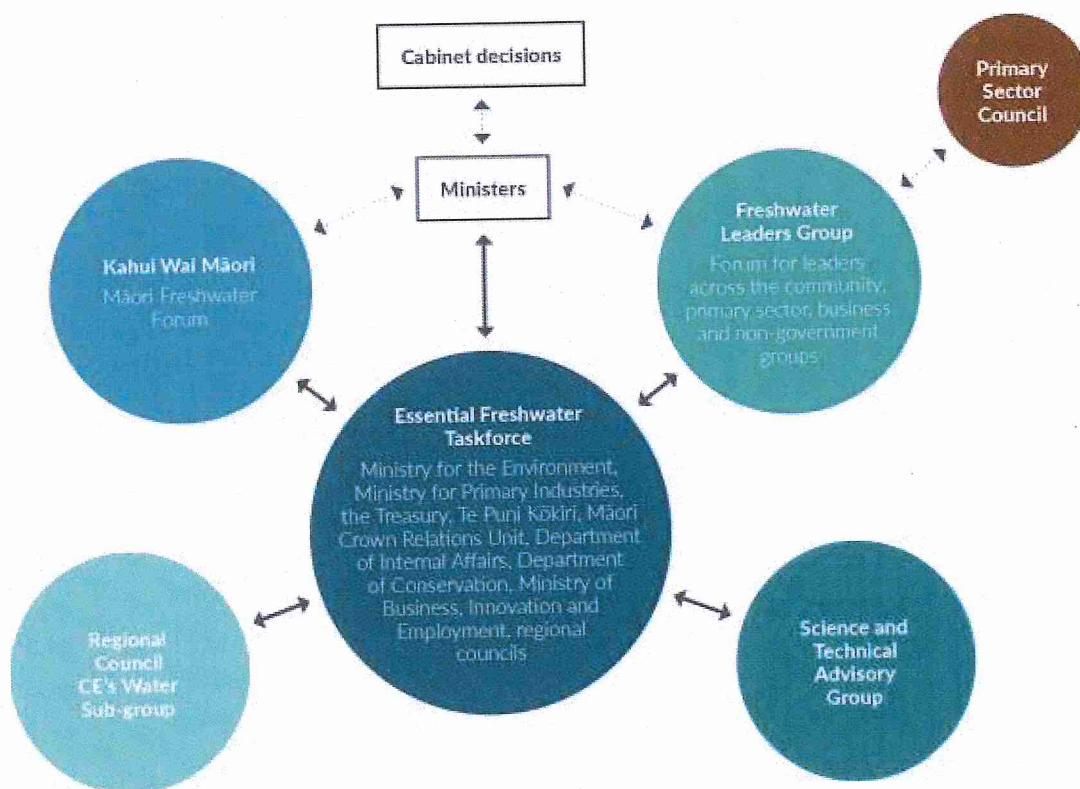 Cabinet decisions
Primary
Sector
Council
Ministers
Freshwater
Leaders Group
Forum for leaders
across the community,
primary sector, business
and non-government
groups
Kahui Wai Māori
Māori Freshwater
Forum
Essential Freshwater
Taskforce
Ministry for the Environment,
Ministry for Primary Industries,
the Treasury, Te Puni Kōkiri, Māori
Crown Relations Unit, Department
of Internal Affairs, Department
of Conservation, Ministry of
Business, Innovation and
Employment, regional
councils
Regional
Council
CE's Water
Sub-group
Science and
Technical
Advisory
Group